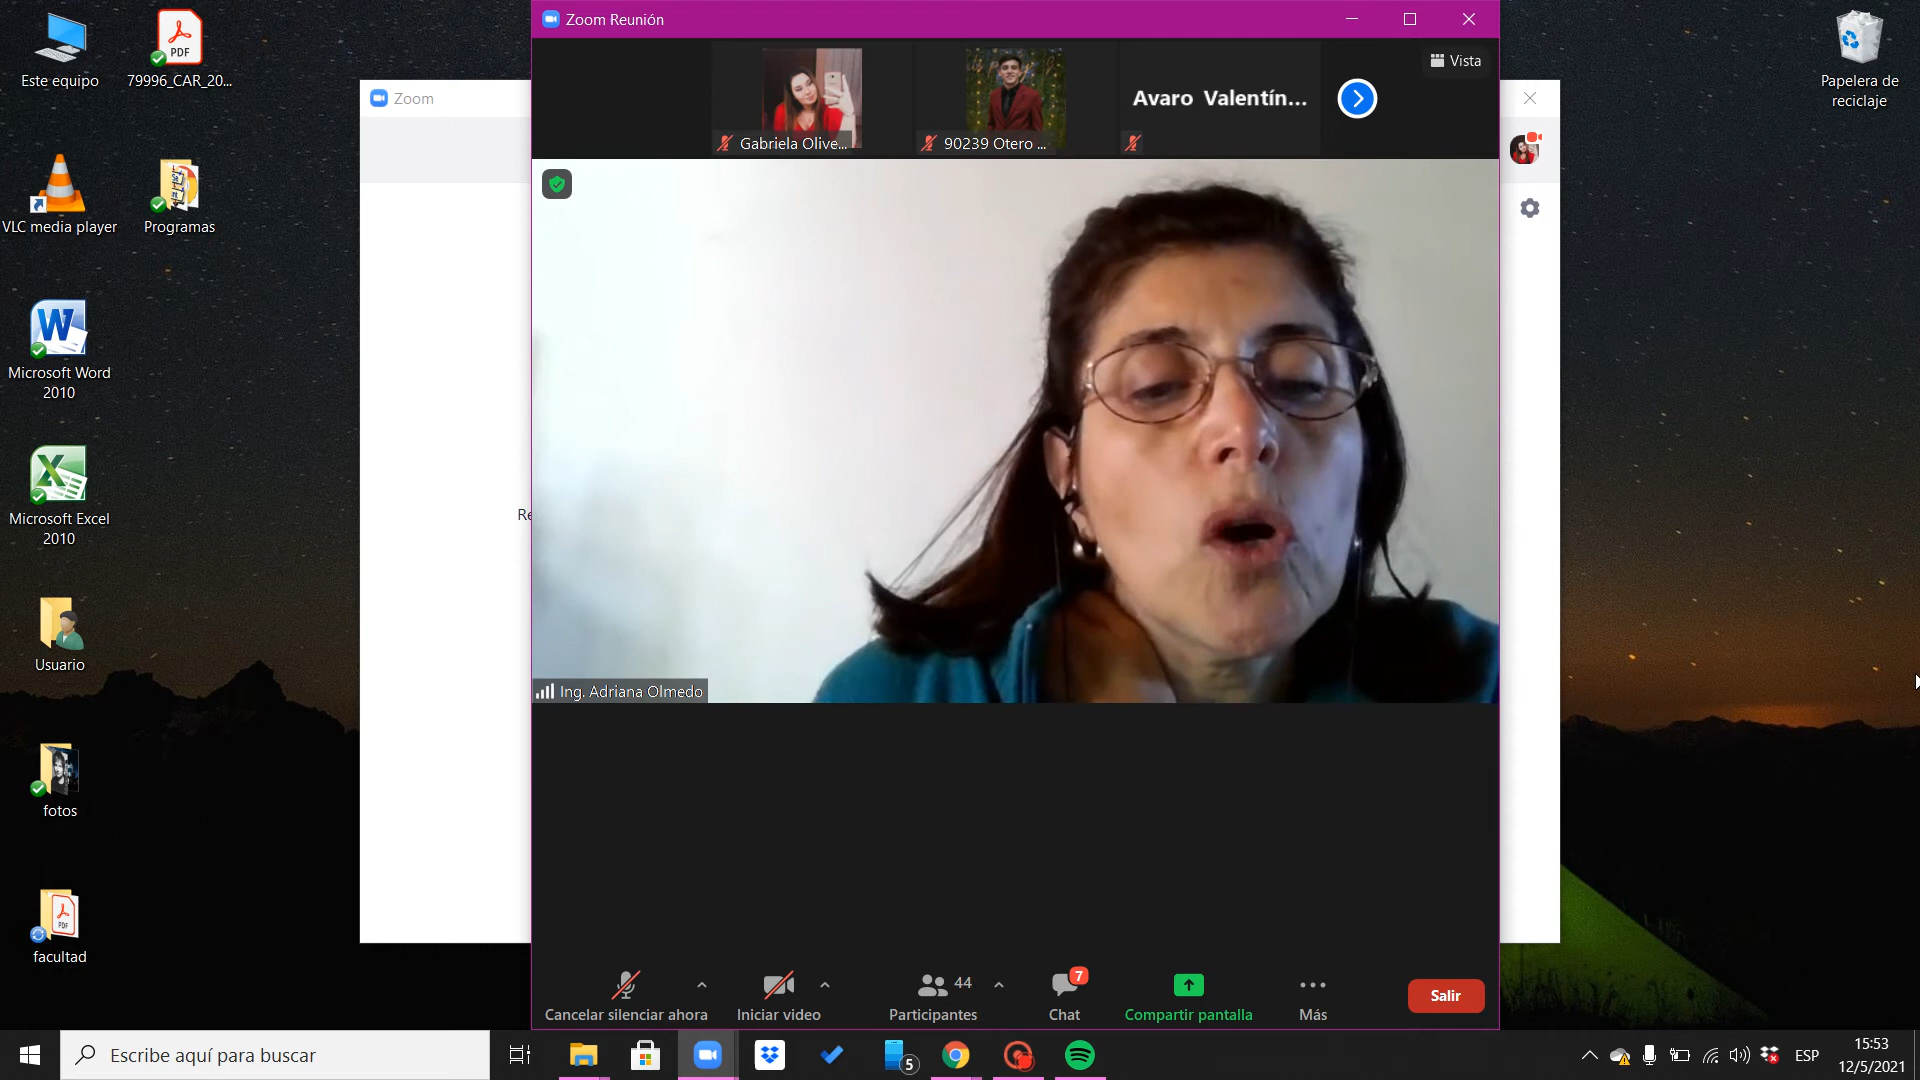 Zoom Reunión
Este equipo
79996_CAR_20...
PDF
Papelera de
reciclaje
Zoom
Vista
Avaro Valentín...
Gabriela Olive...
90239 Otero ...
VLC media player
Programas
W
Microsoft Word
2010
X
Microsoft Excel
2010
Re
Usuario
Ing. Adriana Olmedo
fotos
PDF
facultad
44
7
Cancelar silenciar ahora
Iniciar video
Participantes
Chat
Compartir pantalla
Más
Salir
Escribe aquí para buscar
5
ESP
15:53
12/5/2021